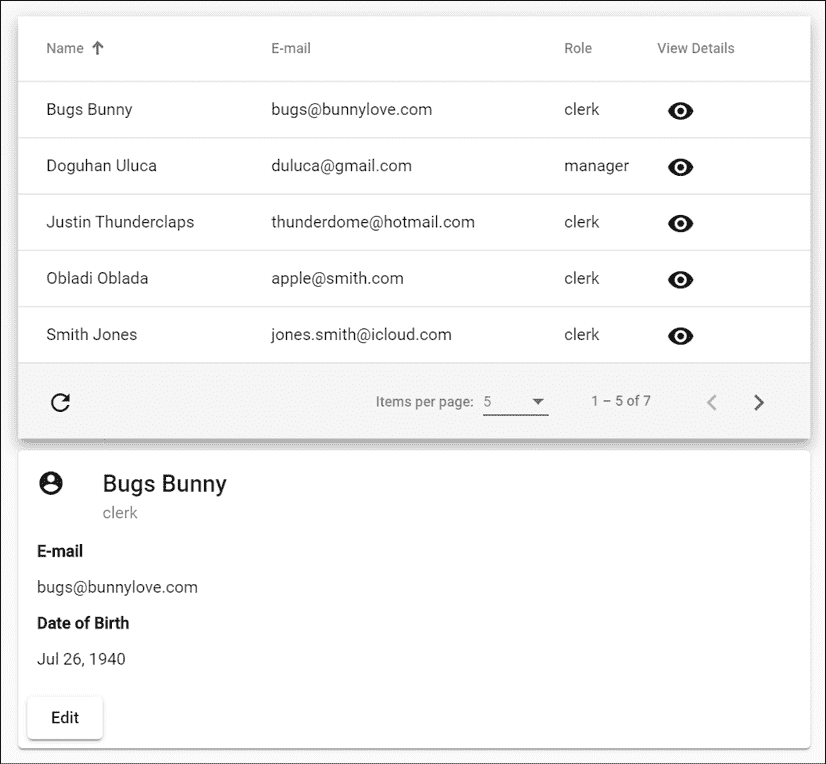 Name E-mail Role View Details
Bugs Bunny bugs@bunnylove.com clerk
Doguhan Uluca duluca@gmail.com manager
Justin Thunderclaps thunderdome@hotmail.com clerk
Obladi Oblada apple@smith.com clerk
Smith Jones jones.smith@icloud.com clerk
Items per page: 5 1 – 5 of 7
Bugs Bunny
clerk
E-mail
bugs@bunnylove.com
Date of Birth
Jul 26, 1940
Edit